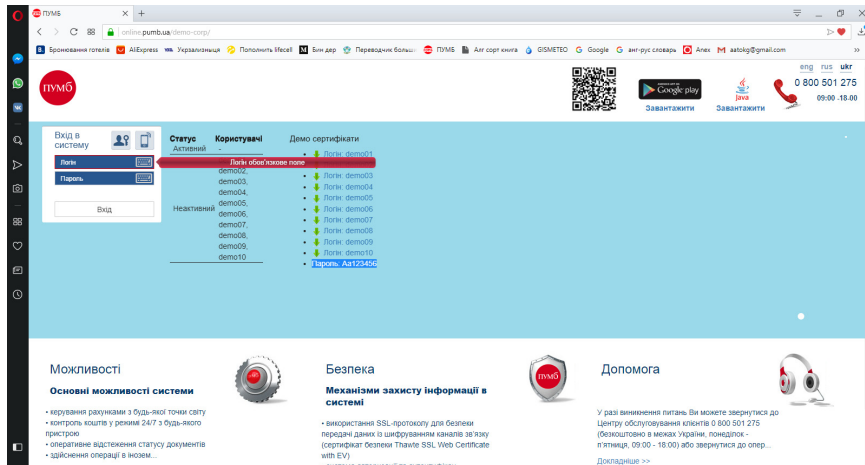 ПУМБ
online.pumb.ua/demo-corp/
Бронювання готелів
AliExpress
Укрзализныця
Пополнить lifecell
Бин дер
Переводчик больш
ПУМБ
Алг сорт книга
GISMETEO
Google
анг-рус словарь
Anex
aatokg@gmail.com
eng rus укr
пумб
Google play
Завантажити
java
Завантажити
0 800 501 275
09:00 -18:00
Вхід в систему
Логін
Пароль
Вхід
Логін обов'язкове поле
Статус Користувачі
Активний -
Неактивний
demo02,
demo03,
demo04,
demo05,
demo06,
demo07,
demo08,
demo09,
demo10
Демо сертифікати
Логін: demo01
Логін: demo03
Логін: demo04
Логін: demo05
Логін: demo06
Логін: demo07
Логін: demo08
Логін: demo09
Логін: demo10
Пароль: Aa123456
Можливості
Основні можливості системи
• керування рахунками з будь-якої точки світу
• контроль коштів у режимі 24/7 з будь-якого
пристрою
• оперативне відстеження статусу документів
• здійснення операції в інозем...
Безпека
Механізми захисту інформації в
системі
• використання SSL-протоколу для безпеки
передачі даних із шифруванням каналів зв'язку
(сертифікат безпеки Thawte SSL Web Certificate
with EV)
пумб
Допомога
У разі виникнення питань Ви можете звернутися до
Центру обслуговування клієнтів 0 800 501 275
(безкоштовно в межах України, понеділок -
п'ятниця, 09:00 - 18:00) або звернутися до опер...
Докладніше >>